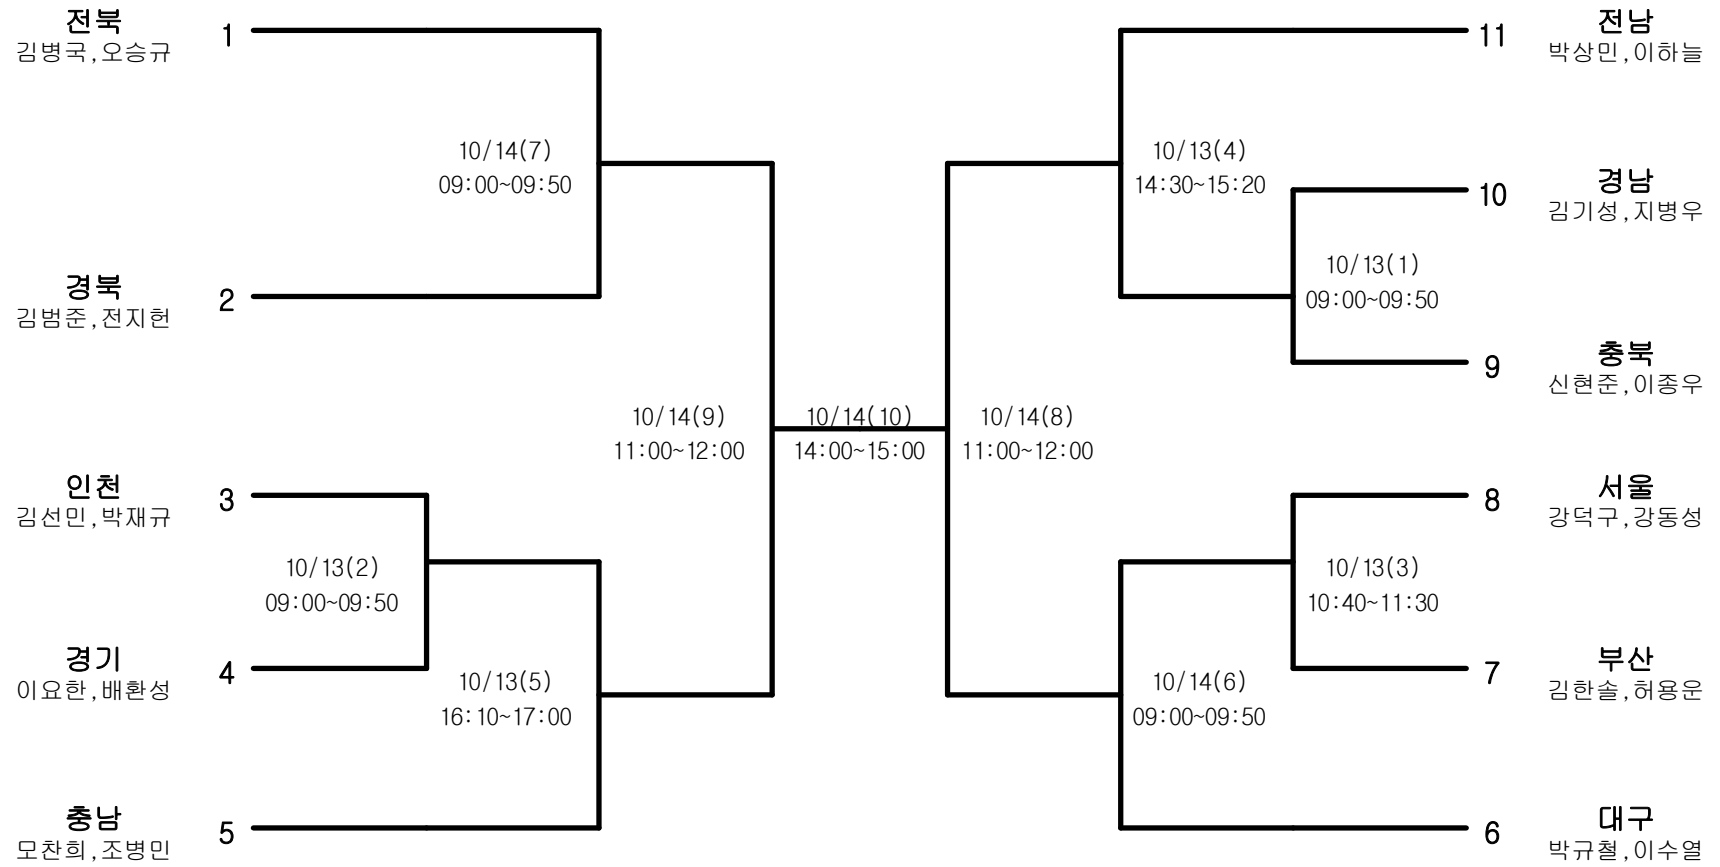 전북
김병국,오승규
1
전남
박상민,이하늘
11
10/14(7)
09:00~09:50
10/13(4)
14:30~15:20
경남
김기성,지병우
10
경북
김범준,전지헌
2
10/13(1)
09:00~09:50
충북
신현준,이종우
9
10/14(9)
11:00~12:00
10/14(10)
14:00~15:00
10/14(8)
11:00~12:00
인천
김선민,박재규
3
서울
강덕구,강동성
8
10/13(2)
09:00~09:50
10/13(3)
10:40~11:30
경기
이요한,배환성
4
부산
김한솔,허용운
7
10/13(5)
16:10~17:00
10/14(6)
09:00~09:50
충남
모찬희,조병민
5
대구
박규철,이수열
6